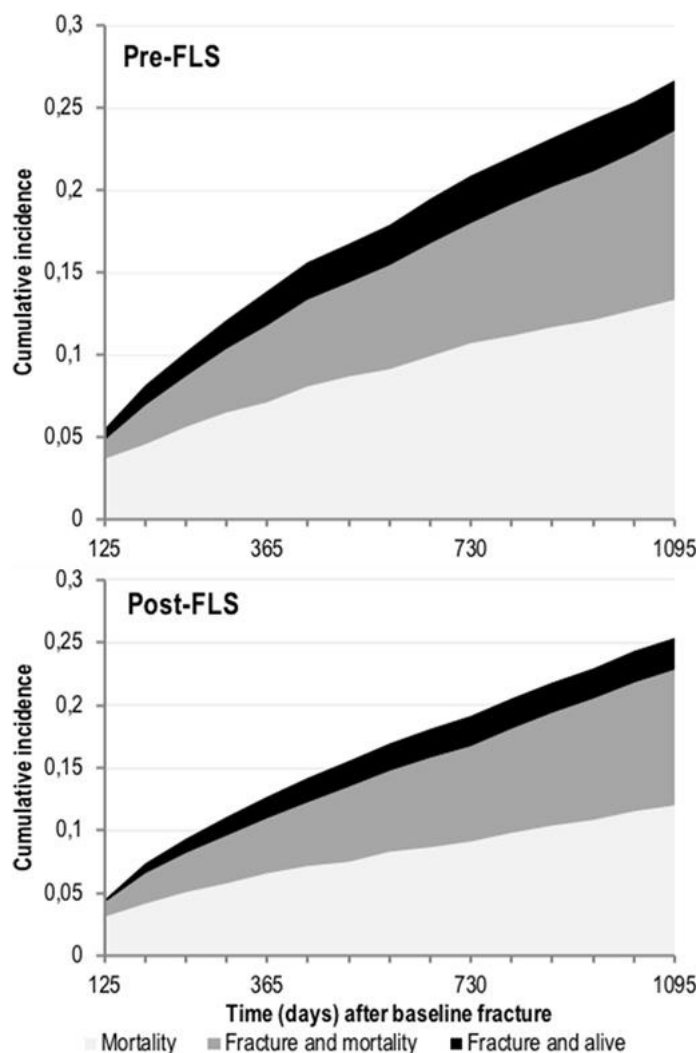 0,3
Pre-FLS
0,25
0,2
0,15
0,1
0,05
0
Cumulative incidence
125 365 730 1095
0,3
Post-FLS
0,25
0,2
0,15
0,1
0,05
0
Cumulative incidence
125 365 730 1095
Time (days) after baseline fracture
Mortality Fracture and mortality Fracture and alive